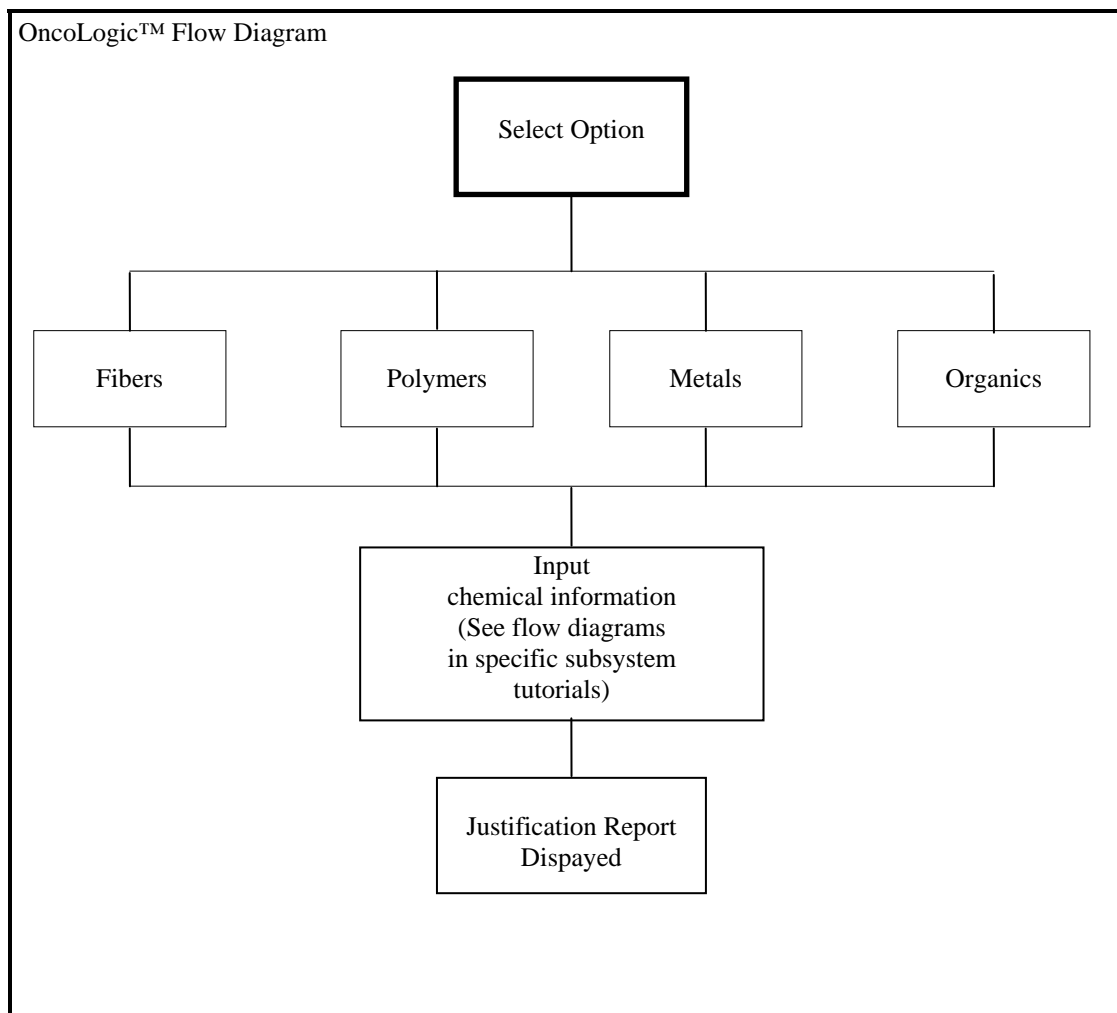 OncoLogic™ Flow Diagram
Select Option
Fibers
Polymers
Metals
Organics
Input
chemical information
(See flow diagrams
in specific subsystem
tutorials)
Justification Report
Dispayed